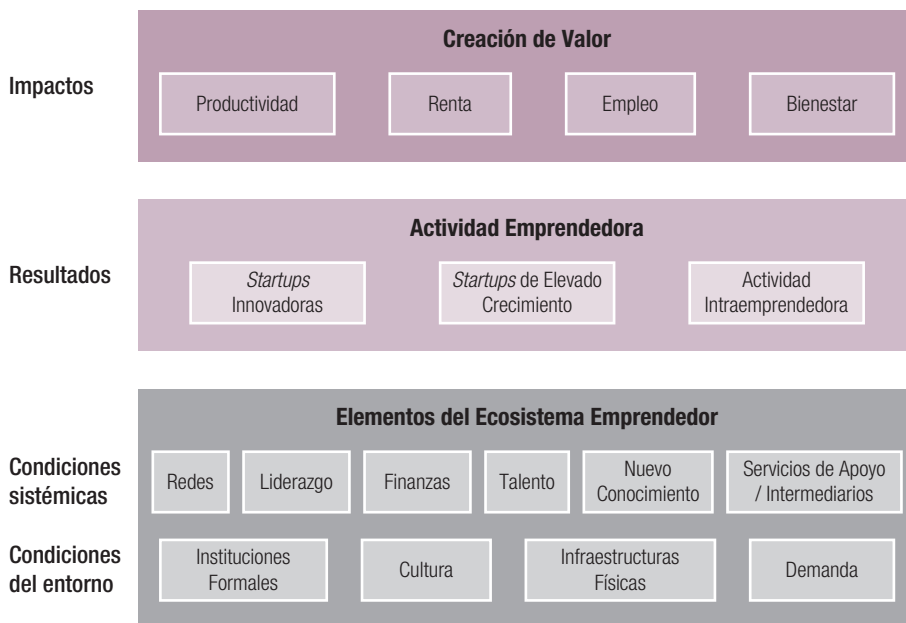 Creación de Valor
Impactos
Productividad
Renta
Empleo
Bienestar
Actividad Emprendedora
Resultados
Startups
Innovadoras
Startups de Elevado
Crecimiento
Actividad
Intraemprendedora
Elementos del Ecosistema Emprendedor
Condiciones
sistémicas
Redes
Liderazgo
Finanzas
Talento
Nuevo
Conocimiento
Servicios de Apoyo
/ Intermediarios
Condiciones
del entorno
Instituciones
Formales
Cultura
Infraestructuras
Físicas
Demanda